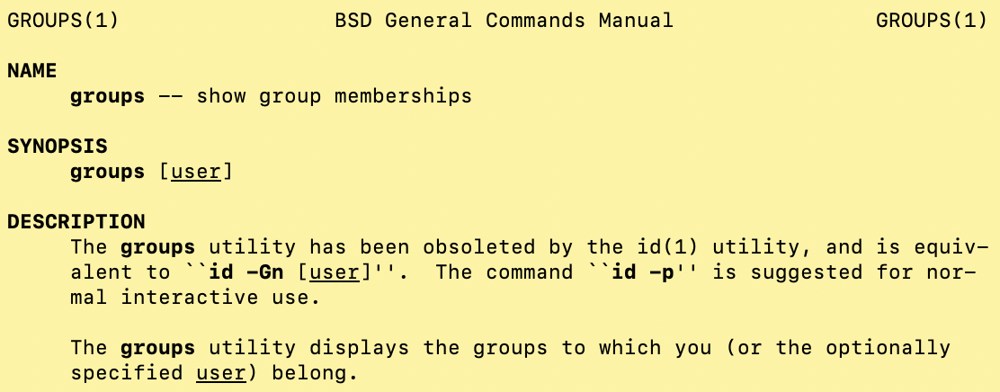 GROUPS(1) BSD General Commands Manual GROUPS(1)
NAME
groups -- show group memberships
SYNOPSIS
groups [user]
DESCRIPTION
The groups utility has been obsoleted by the id(1) utility, and is equiv-
alent to ``id -Gn [user]''. The command ``id -p'' is suggested for nor-
mal interactive use.
The groups utility displays the groups to which you (or the optionally
specified user) belong.